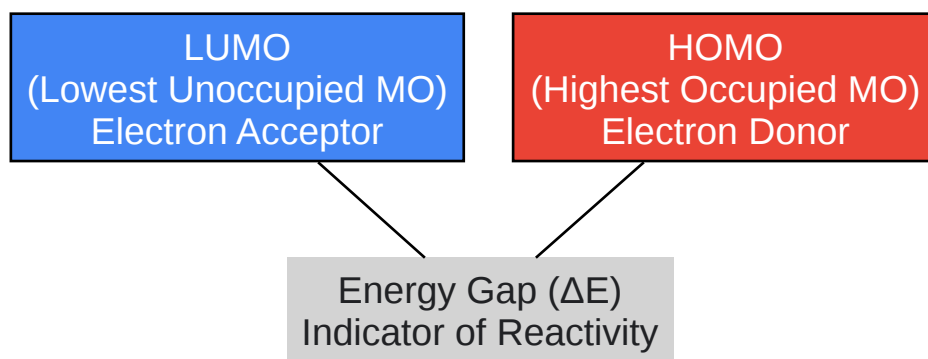 LUMO
(Lowest Unoccupied MO)
Electron Acceptor
HOMO
(Highest Occupied MO)
Electron Donor
Energy Gap (ΔE)
Indicator of Reactivity